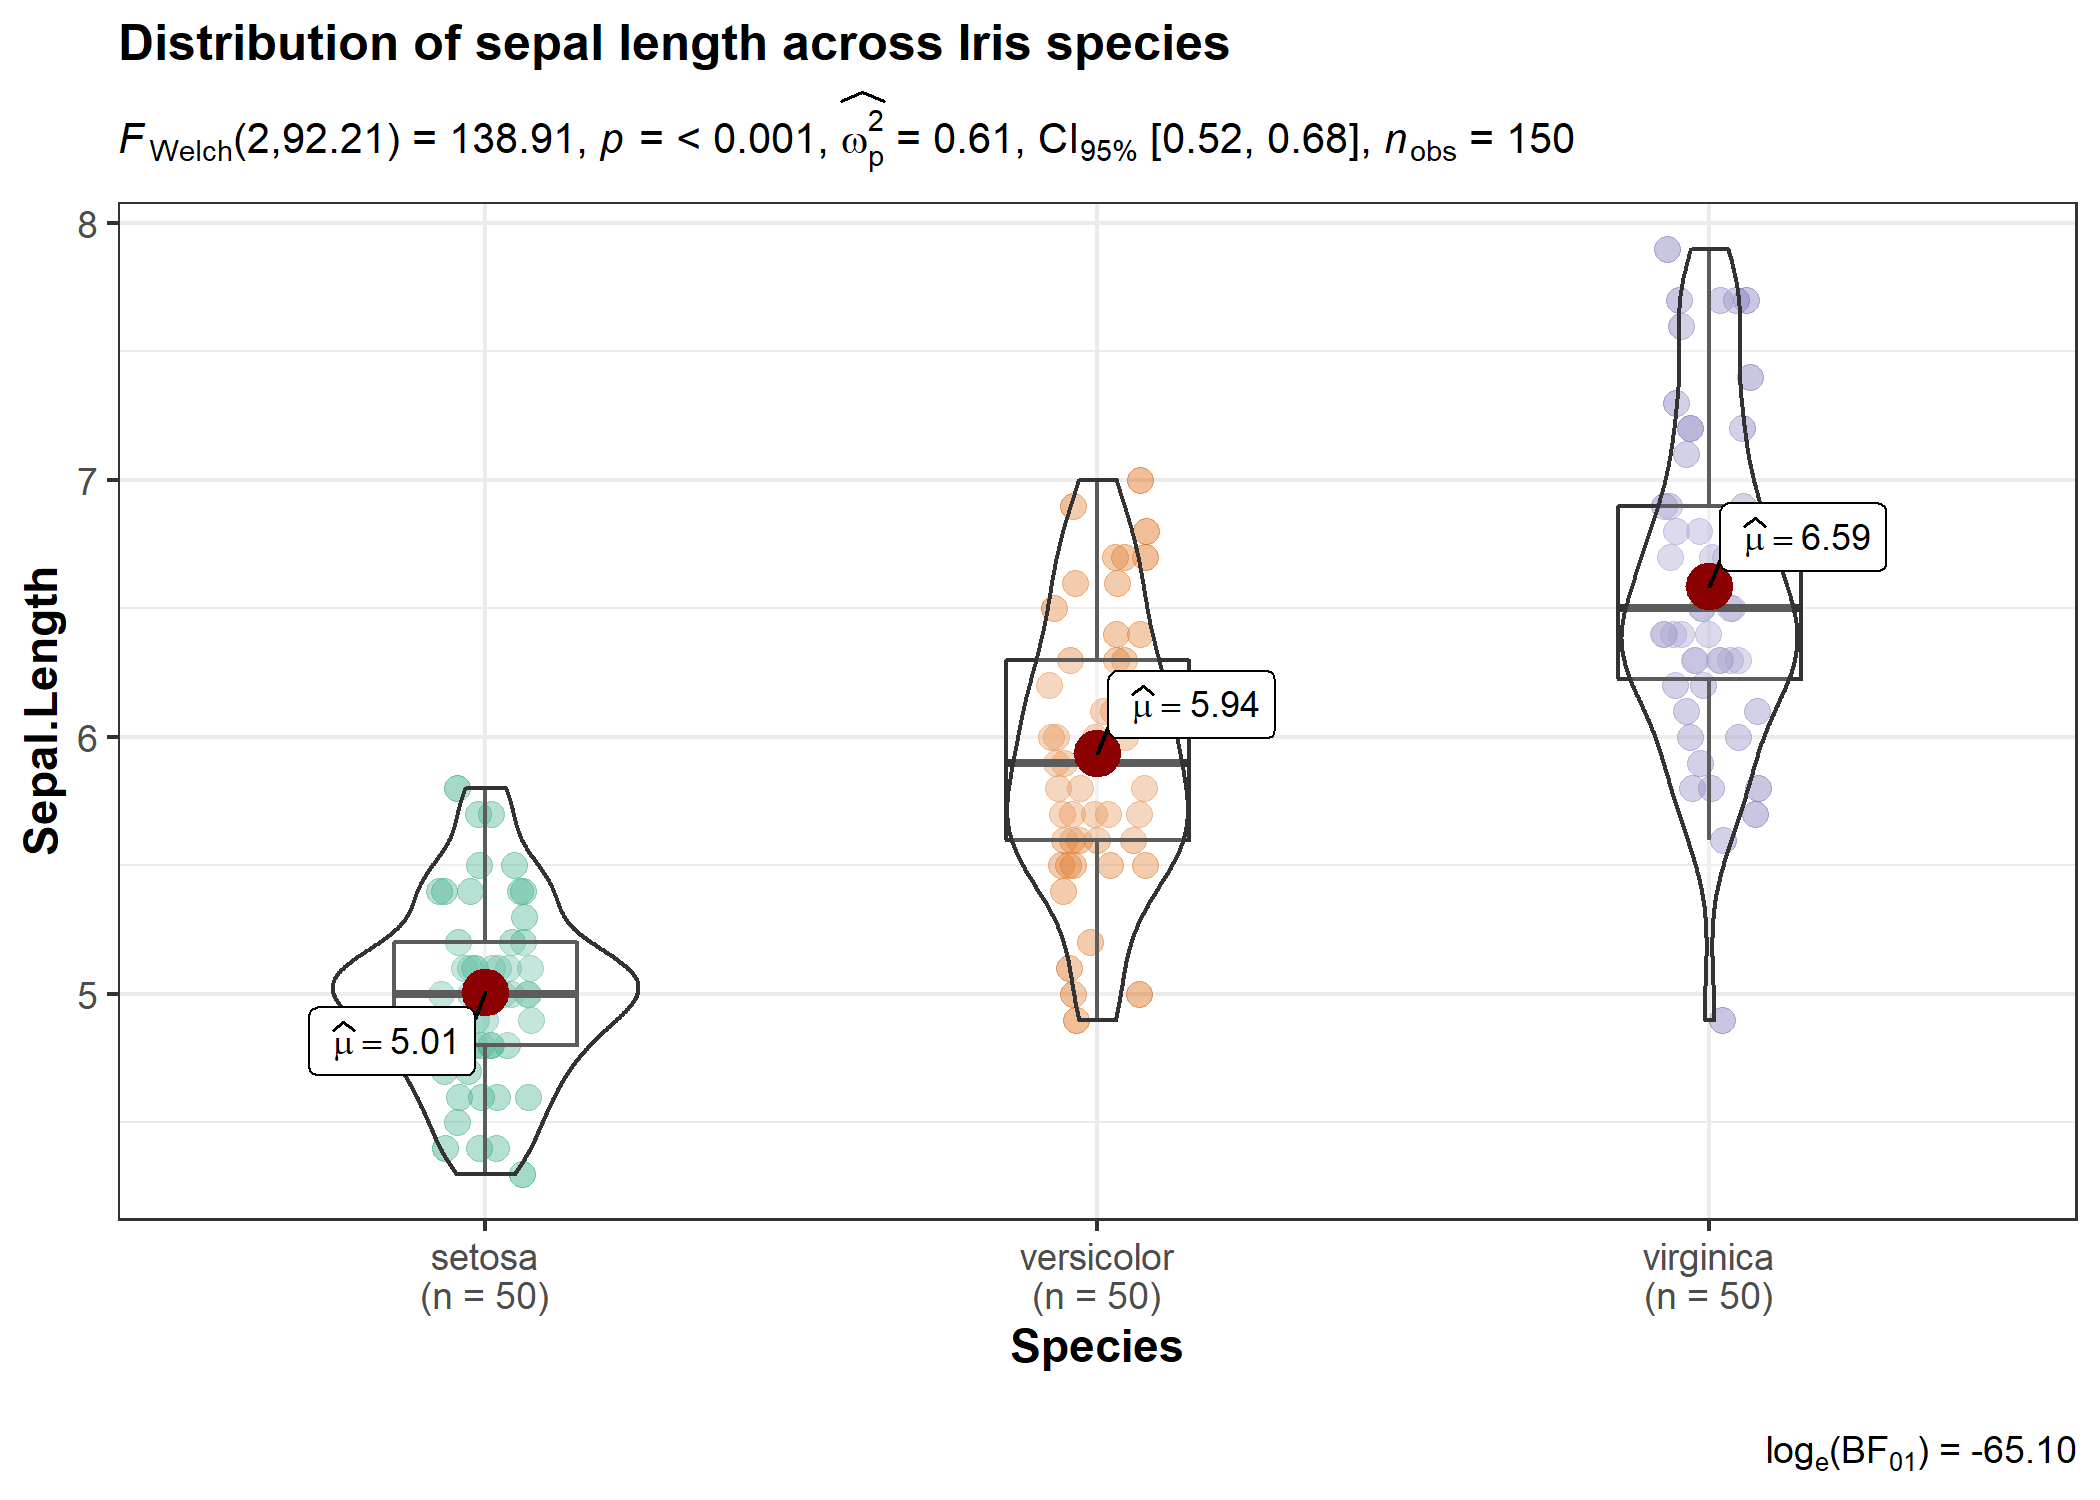 Distribution of sepal length across Iris species
F Welch(2,92.21) = 138.91, p = < 0.001, ω̂²p = 0.61, CI95% [0.52, 0.68], nobs = 150
8
7
6
5
Sepal.Length
μ̂ = 6.59
μ̂ = 5.94
μ̂ = 5.01
setosa
(n = 50)
versicolor
(n = 50)
virginica
(n = 50)
Species
loge(BF01) = -65.10